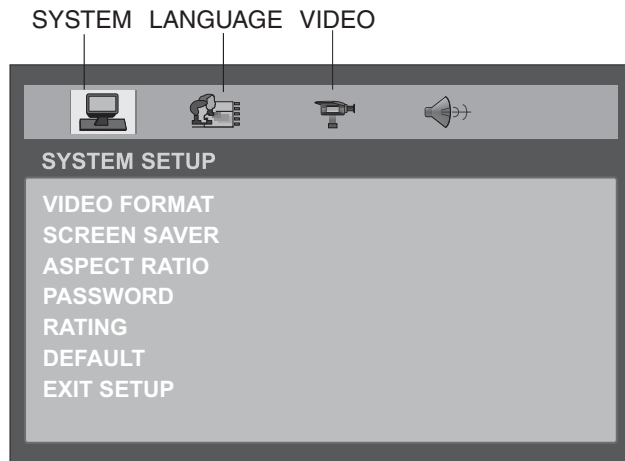 SYSTEM LANGUAGE VIDEO
SYSTEM SETUP
VIDEO FORMAT
SCREEN SAVER
ASPECT RATIO
PASSWORD
RATING
DEFAULT
EXIT SETUP